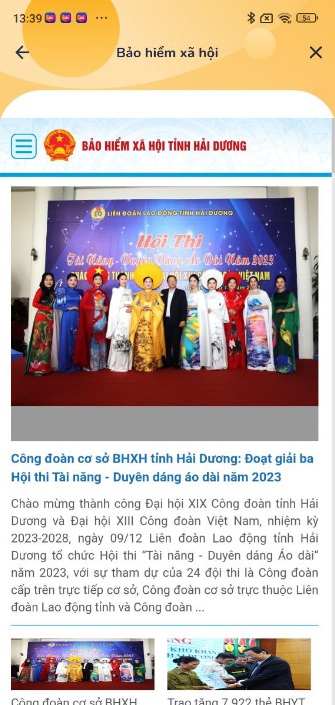 13:39
54
Bảo hiểm xã hội
BẢO HIỂM XÃ HỘI TỈNH HẢI DƯƠNG
LIÊN ĐOÀN LAO ĐỘNG TỈNH HẢI DƯƠNG
Hội Thi
Tài Năng - Duyên Dáng Áo Dài Năm 2023
Công đoàn cơ sở BHXH tỉnh Hải Dương: Đoạt giải ba
Hội thi Tài năng - Duyên dáng áo dài năm 2023
Chào mừng thành công Đại hội XIX Công đoàn tỉnh Hải
Dương và Đại hội XIII Công đoàn Việt Nam, nhiệm kỳ
2023-2028, ngày 09/12 Liên đoàn Lao động tỉnh Hải
Dương tổ chức Hội thi “Tài năng - Duyên dáng Áo dài”
năm 2023, với sự tham dự của 24 đội thi là Công đoàn
cấp trên trực tiếp cơ sở, Công đoàn cơ sở trực thuộc Liên
đoàn Lao động tỉnh và Công đoàn ...
KHÓ KHĂN
Công đoàn cơ sở BHXH
Trao tặng 7.922 thẻ BHYT